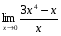 lim x→0 (3x⁴ − x)/x